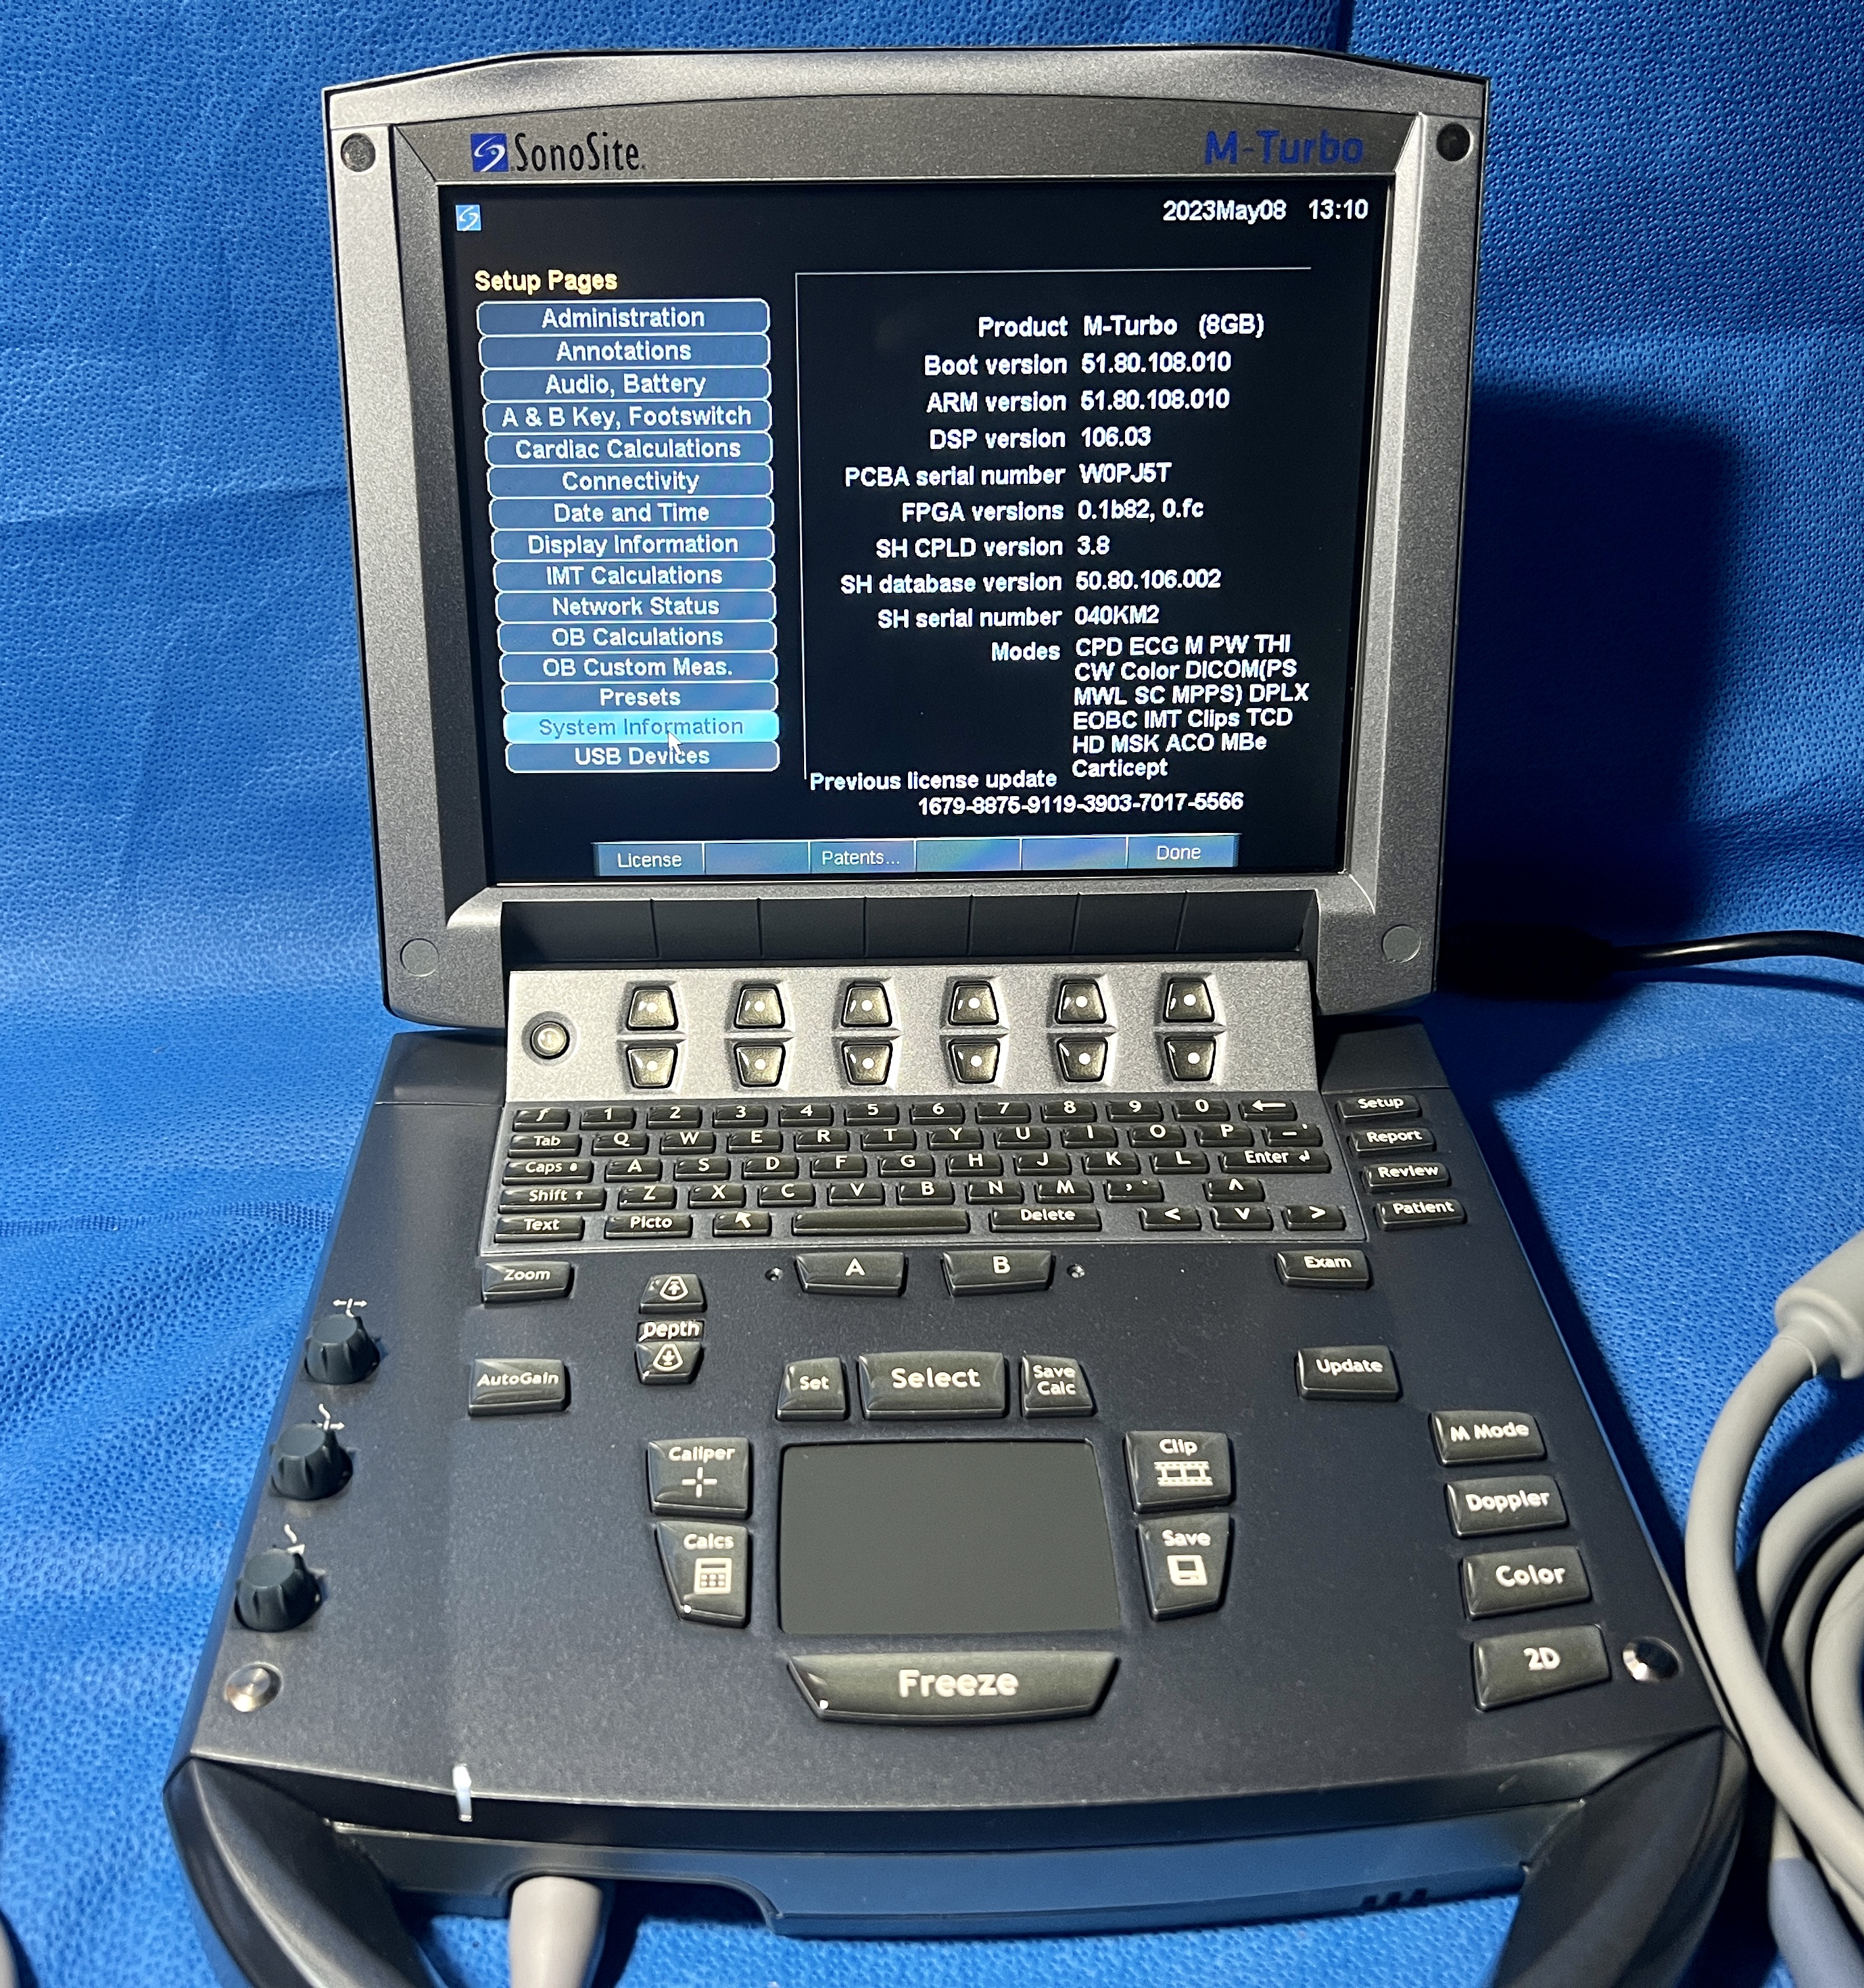 SonoSite
M-Turbo
2023May08 13:10
Setup Pages
Administration
Annotations
Audio, Battery
A & B Key, Footswitch
Cardiac Calculations
Connectivity
Date and Time
Display Information
IMT Calculations
Network Status
OB Calculations
OB Custom Meas.
Presets
System Information
USB Devices
Product M-Turbo (8GB)
Boot version 51.80.108.010
ARM version 51.80.108.010
DSP version 106.03
PCBA serial number W0PJ5T
FPGA versions 0.1b82, 0.fc
SH CPLD version 3.8
SH database version 50.80.106.002
SH serial number 040KM2
Modes CPD ECG M PW THI
CW Color DICOM(PS
MWL SC MPPS) DPLX
EOBC IMT Clips TCD
HD MSK ACO MBe
Carticept
Previous license update
1679-8875-9119-3903-7017-5566
License Patents... Done
f 1 2 3 4 5 6 7 8 9 0 ← Setup
Tab Q W E R T Y U I O P - ' Report
Caps A S D F G H J K L Enter ↲ Review
Shift ↑ Z X C V B N M , . ^ Patient
Text Picto Delete < v >
Zoom A B Exam
Depth
AutoGain Set Select Save Calc Update
Caliper Clip M Mode
Calcs Save Doppler
Color
2D
Freeze